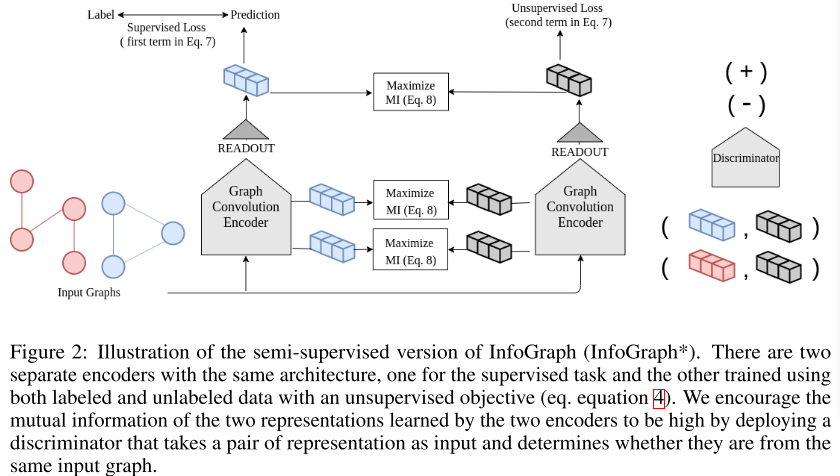 Label Prediction
Supervised Loss
( first term in Eq. 7)
Unsupervised Loss
(second term in Eq. 7)
Maximize
MI (Eq. 8)
( + )
( - )
READOUT
READOUT
Discriminator
Graph
Convolution
Encoder
Maximize
MI (Eq. 8)
Maximize
MI (Eq. 8)
Graph
Convolution
Encoder
( , )
( , )
Input Graphs
Figure 2: Illustration of the semi-supervised version of InfoGraph (InfoGraph*). There are two
separate encoders with the same architecture, one for the supervised task and the other trained using
both labeled and unlabeled data with an unsupervised objective (eq. equation 4). We encourage the
mutual information of the two representations learned by the two encoders to be high by deploying a
discriminator that takes a pair of representation as input and determines whether they are from the
same input graph.